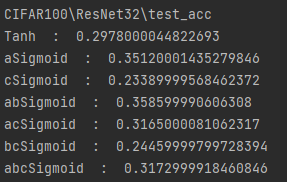 CIFAR100\ResNet32\test_acc
Tanh  :  0.2978000044822693
aSigmoid  :  0.35120001435279846
cSigmoid  :  0.23389999568462372
abSigmoid  :  0.358599990606308
acSigmoid  :  0.3165000081062317
bcSigmoid  :  0.24459999799728394
abcSigmoid  :  0.3172999918460846